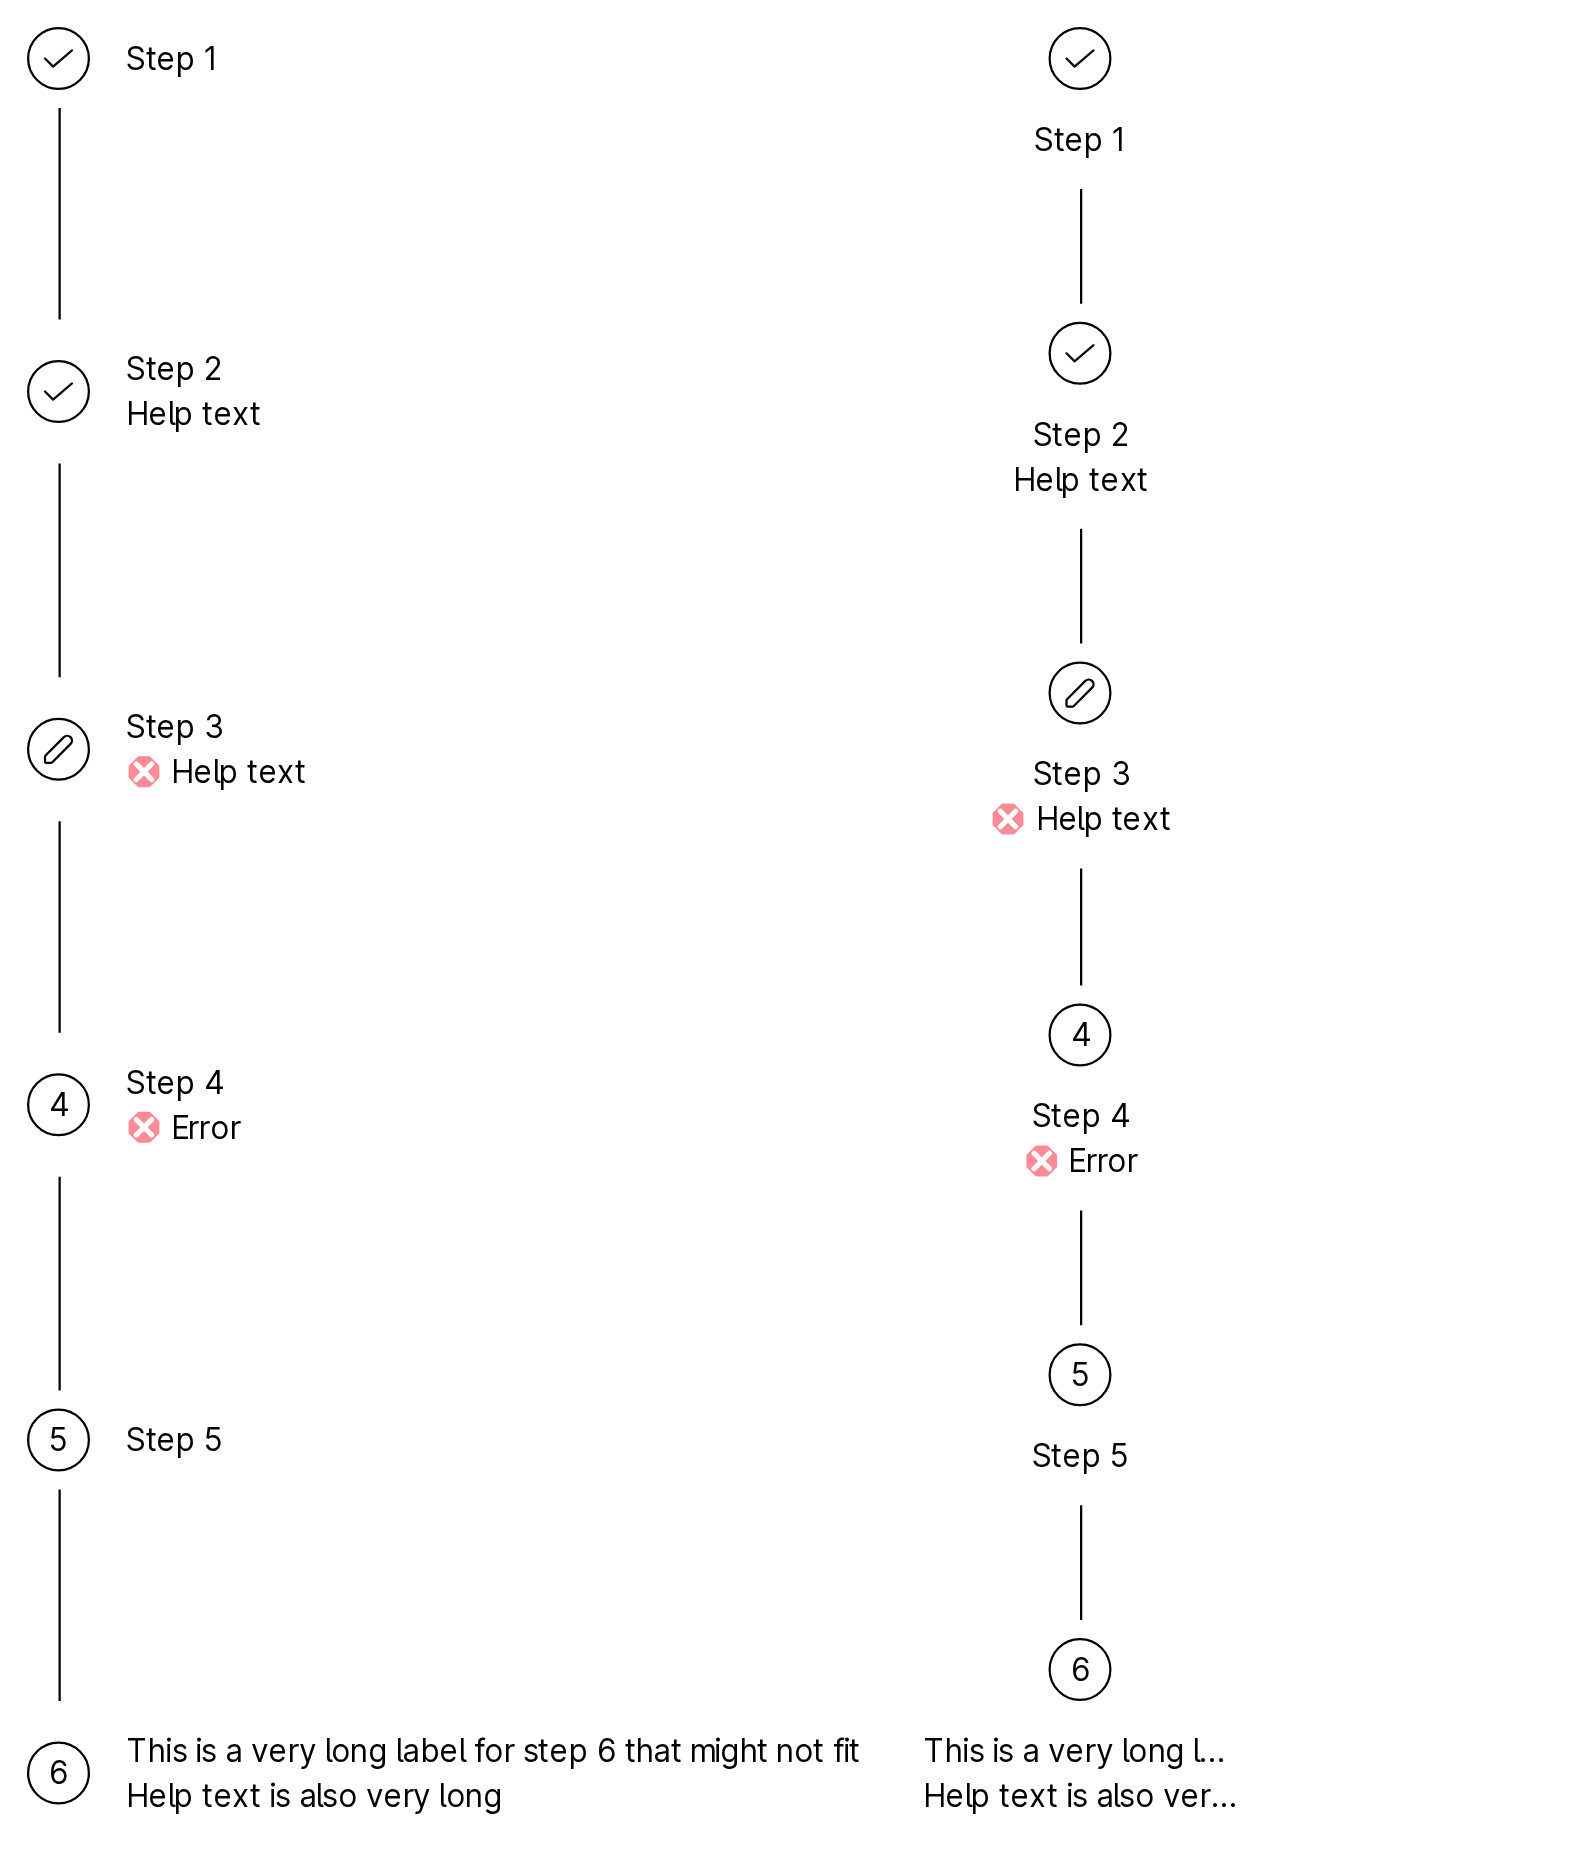 Step 1
Step 2
Help text
Step 3
Help text
4
Step 4
Error
5
Step 5
6
This is a very long label for step 6 that might not fit
Help text is also very long
Step 1
Step 2
Help text
Step 3
Help text
4
Step 4
Error
5
Step 5
6
This is a very long l...
Help text is also ver...